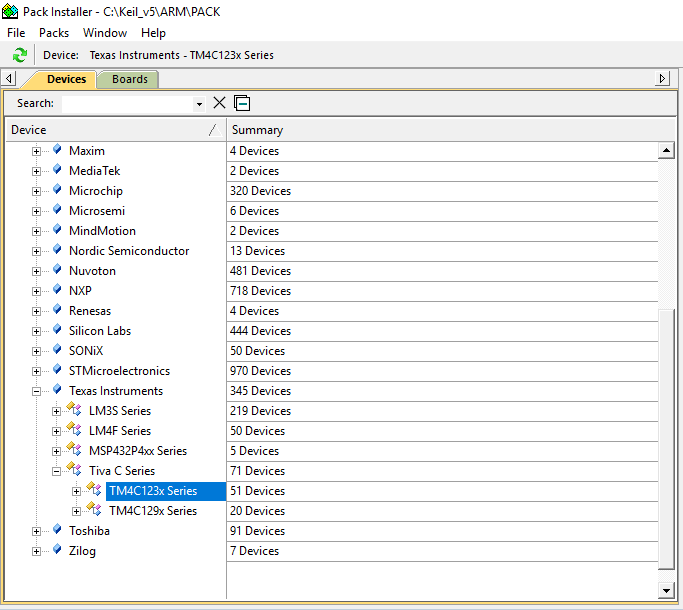 Pack Installer - C:\Keil_v5\ARM\PACK
File Packs Window Help
Device: Texas Instruments - TM4C123x Series
Devices Boards
Search:
Device Summary
Maxim 4 Devices
MediaTek 2 Devices
Microchip 320 Devices
Microsemi 6 Devices
MindMotion 2 Devices
Nordic Semiconductor 13 Devices
Nuvoton 481 Devices
NXP 718 Devices
Renesas 4 Devices
Silicon Labs 444 Devices
SONiX 50 Devices
STMicroelectronics 970 Devices
Texas Instruments 345 Devices
LM3S Series 219 Devices
LM4F Series 50 Devices
MSP432P4xx Series 5 Devices
Tiva C Series 71 Devices
TM4C123x Series 51 Devices
TM4C129x Series 20 Devices
Toshiba 91 Devices
Zilog 7 Devices